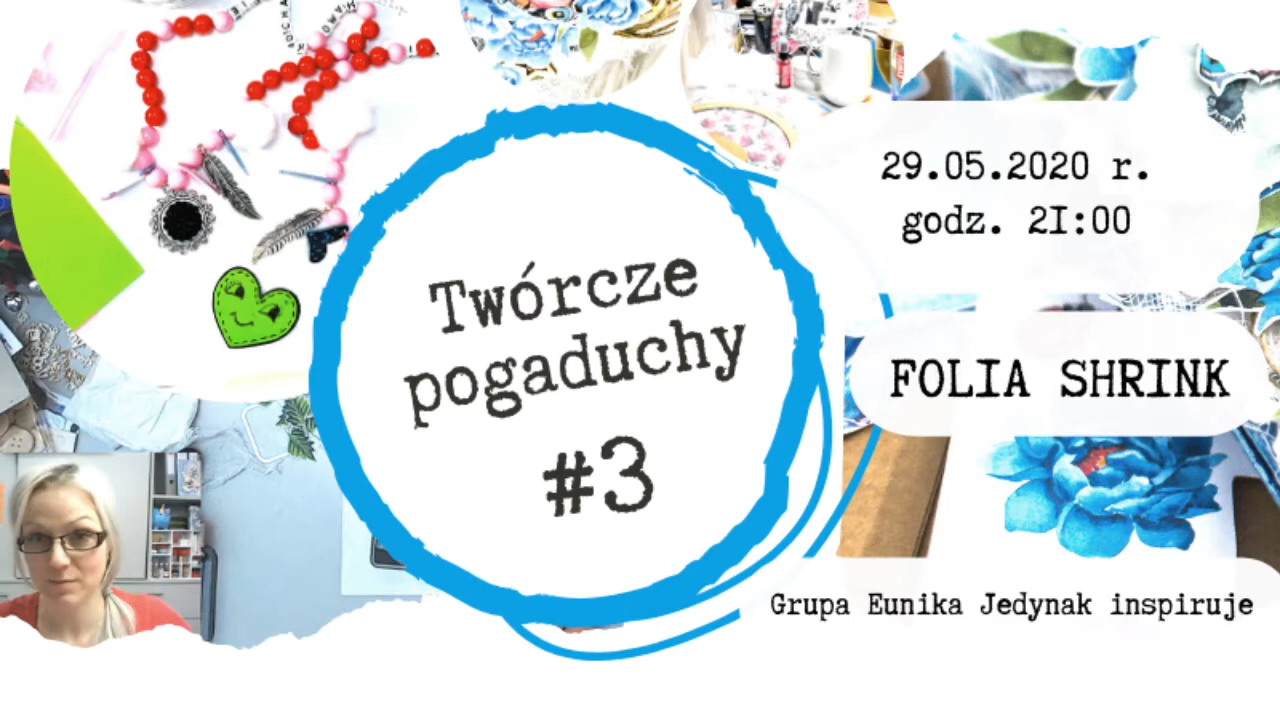 Twórcze
pogaduchy
#3
29.05.2020 r.
godz. 21:00
FOLIA SHRINK
Grupa Eunika Jedynak inspiruje